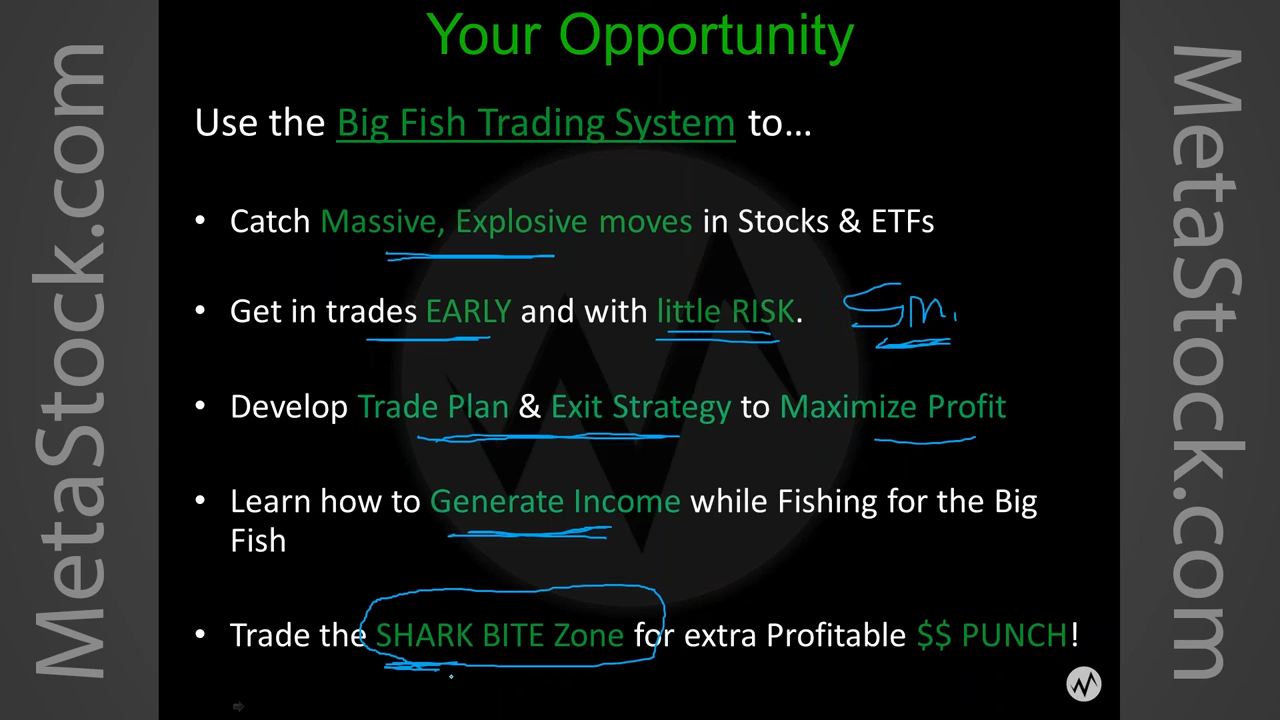 Your Opportunity
MetaStock.com
Use the Big Fish Trading System to...
• Catch Massive, Explosive moves in Stocks & ETFs
• Get in trades EARLY and with little RISK.
Sm.
• Develop Trade Plan & Exit Strategy to Maximize Profit
• Learn how to Generate Income while Fishing for the Big
Fish
• Trade the SHARK BITE Zone for extra Profitable $$ PUNCH!
MetaStock.com